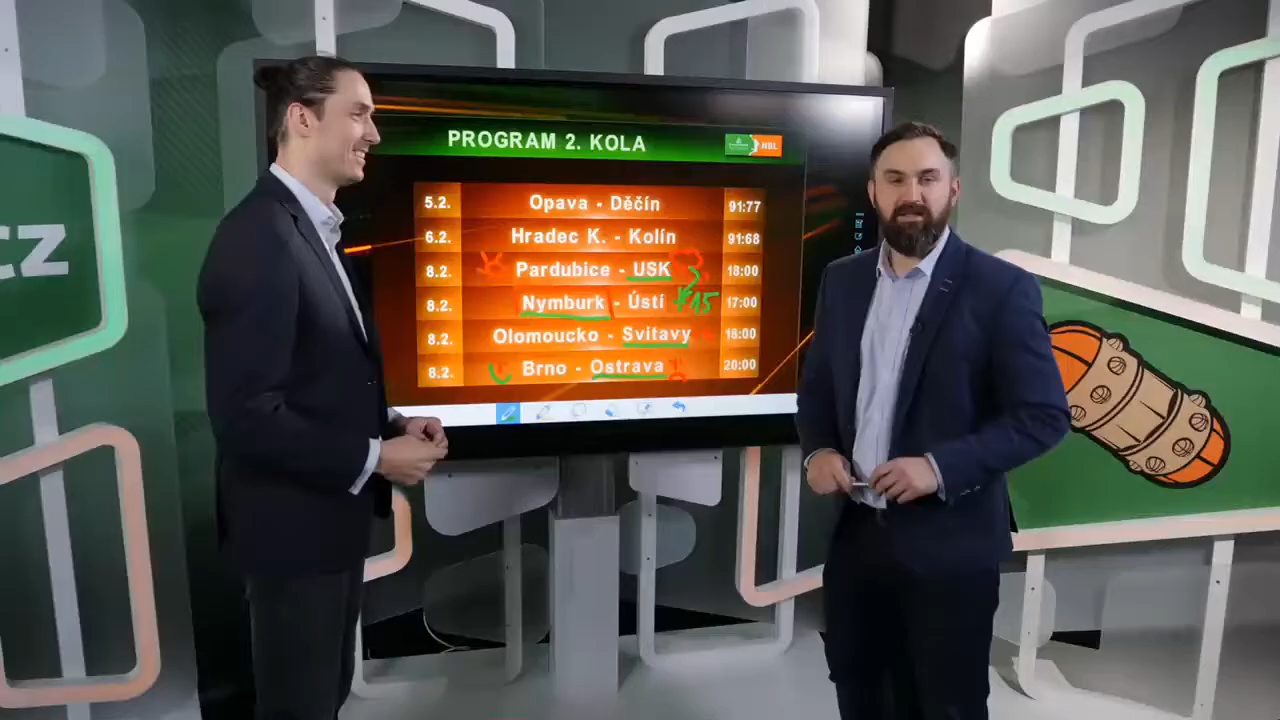 PROGRAM 2. KOLA
NBL
5.2. Opava - Děčín 91:77
6.2. Hradec K. - Kolín 91:68
8.2. Pardubice - USK 18:00
8.2. Nymburk - Ústí +15 17:00
8.2. Olomoucko - Svitavy 18:00
8.2. Brno - Ostrava 20:00
cz